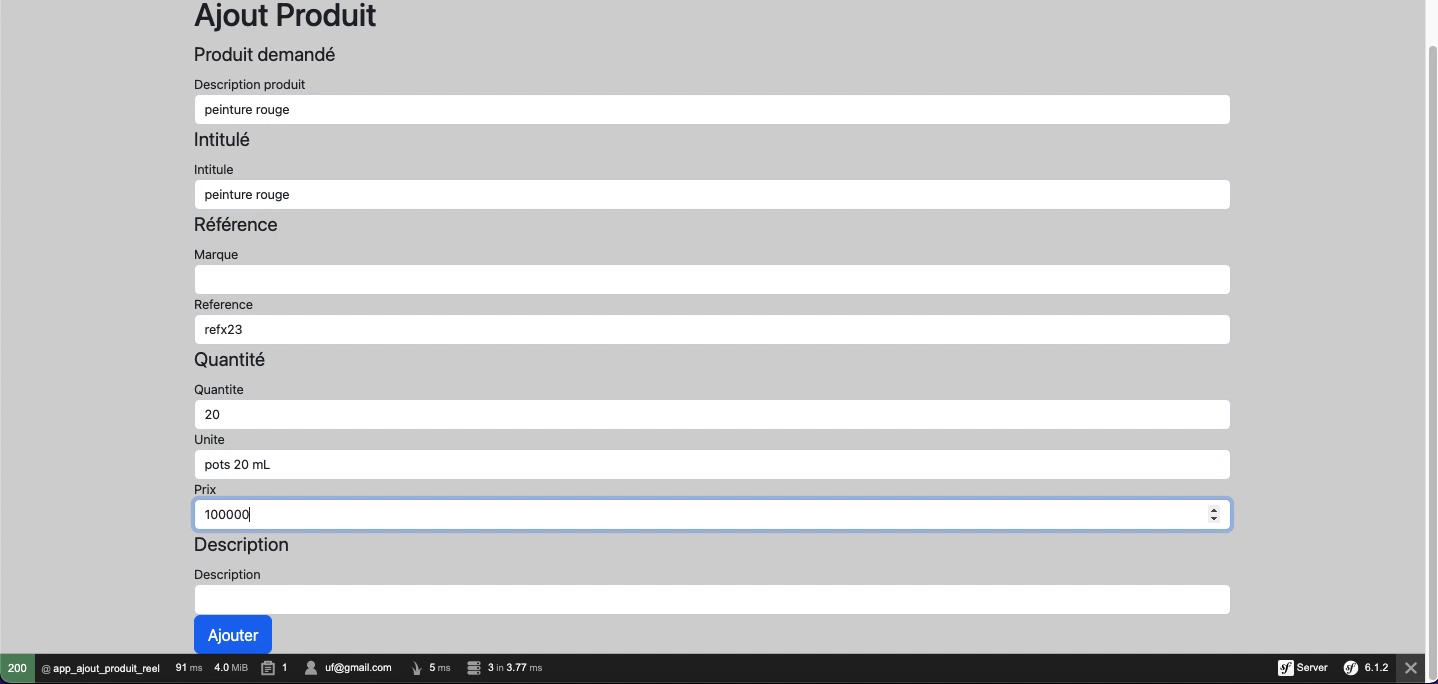 Ajout Produit
Produit demandé
Description produit
peinture rouge
Intitulé
Intitule
peinture rouge
Référence
Marque
Reference
refx23
Quantité
Quantite
20
Unite
pots 20 mL
Prix
100000
Description
Description
Ajouter
200 @ app_ajout_produit_reel 91 ms 4.0 MiB 1 uf@gmail.com 5 ms 3 in 3.77 ms sf Server sf 6.1.2